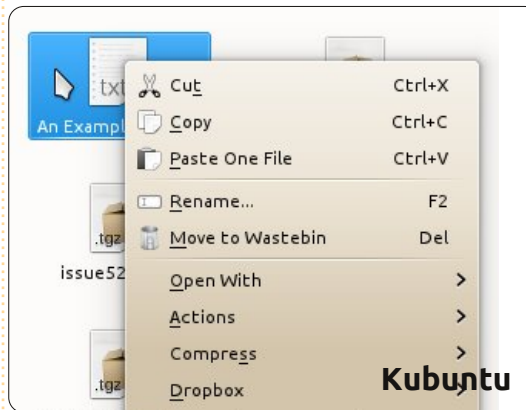 txt
Cut Ctrl+X
An Exampl
Copy Ctrl+C
Paste One File Ctrl+V
Rename... F2
.tgz
Move to Wastebin Del
issue52
Open With
Actions
Compress
.tgz
Dropbox
Kubuntu